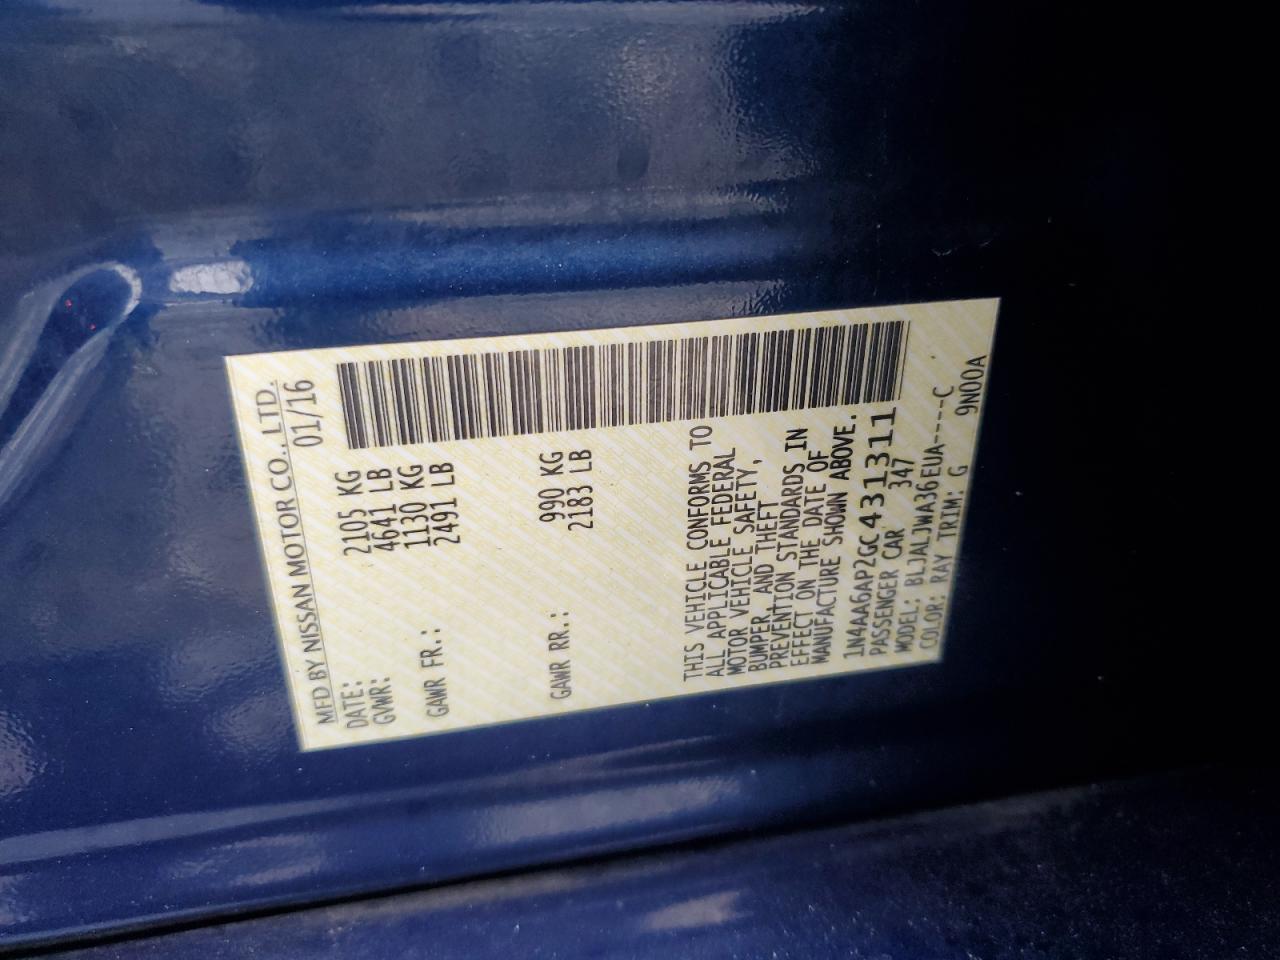 MFD BY NISSAN MOTOR CO., LTD.
DATE: 01/16
GVWR: 2105 KG
4641 LB
GAWR FR.: 1130 KG
2491 LB
GAWR RR.: 990 KG
2183 LB
THIS VEHICLE CONFORMS TO
ALL APPLICABLE FEDERAL
MOTOR VEHICLE SAFETY,
BUMPER, AND THEFT
PREVENTION STANDARDS IN
EFFECT ON THE DATE OF
MANUFACTURE SHOWN ABOVE.
1N4AA6AP2GC431311
PASSENGER CAR 347
MODEL: BLJALJWA36EUA-----C
COLOR: RAY TRIM: G 9N00A